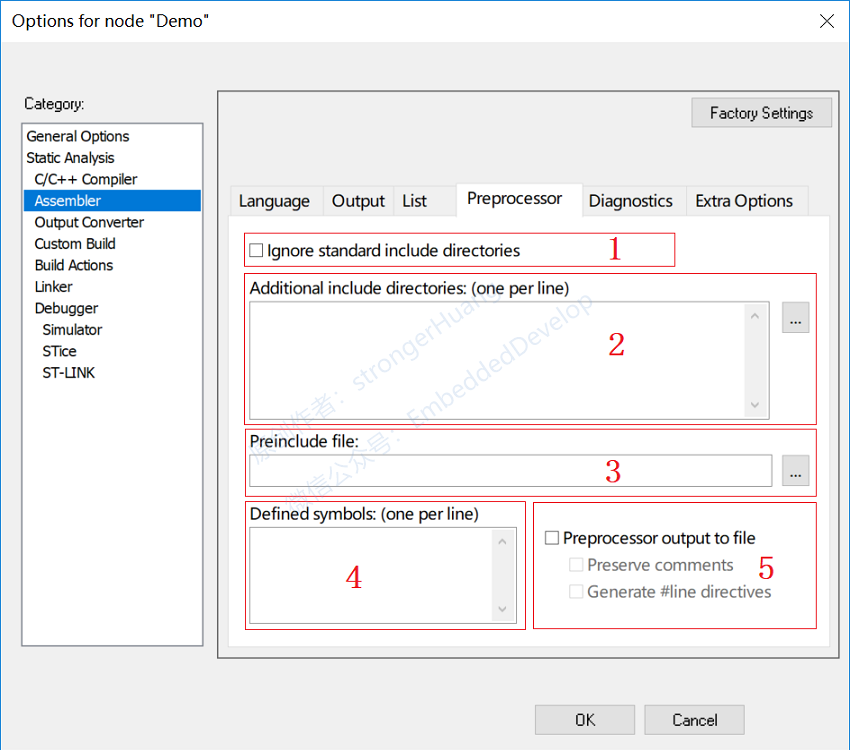 Options for node "Demo"
Category:
Factory Settings
General Options
Static Analysis
C/C++ Compiler
Assembler
Output Converter
Custom Build
Build Actions
Linker
Debugger
Simulator
STice
ST-LINK
Language Output List Preprocessor Diagnostics Extra Options
Ignore standard include directories 1
Additional include directories: (one per line)
...
2
Preinclude file:
3 ...
Defined symbols: (one per line)
4
Preprocessor output to file
Preserve comments 5
Generate #line directives
原创作者：strongerHuang
微信公众号：EmbeddedDevelop
OK Cancel